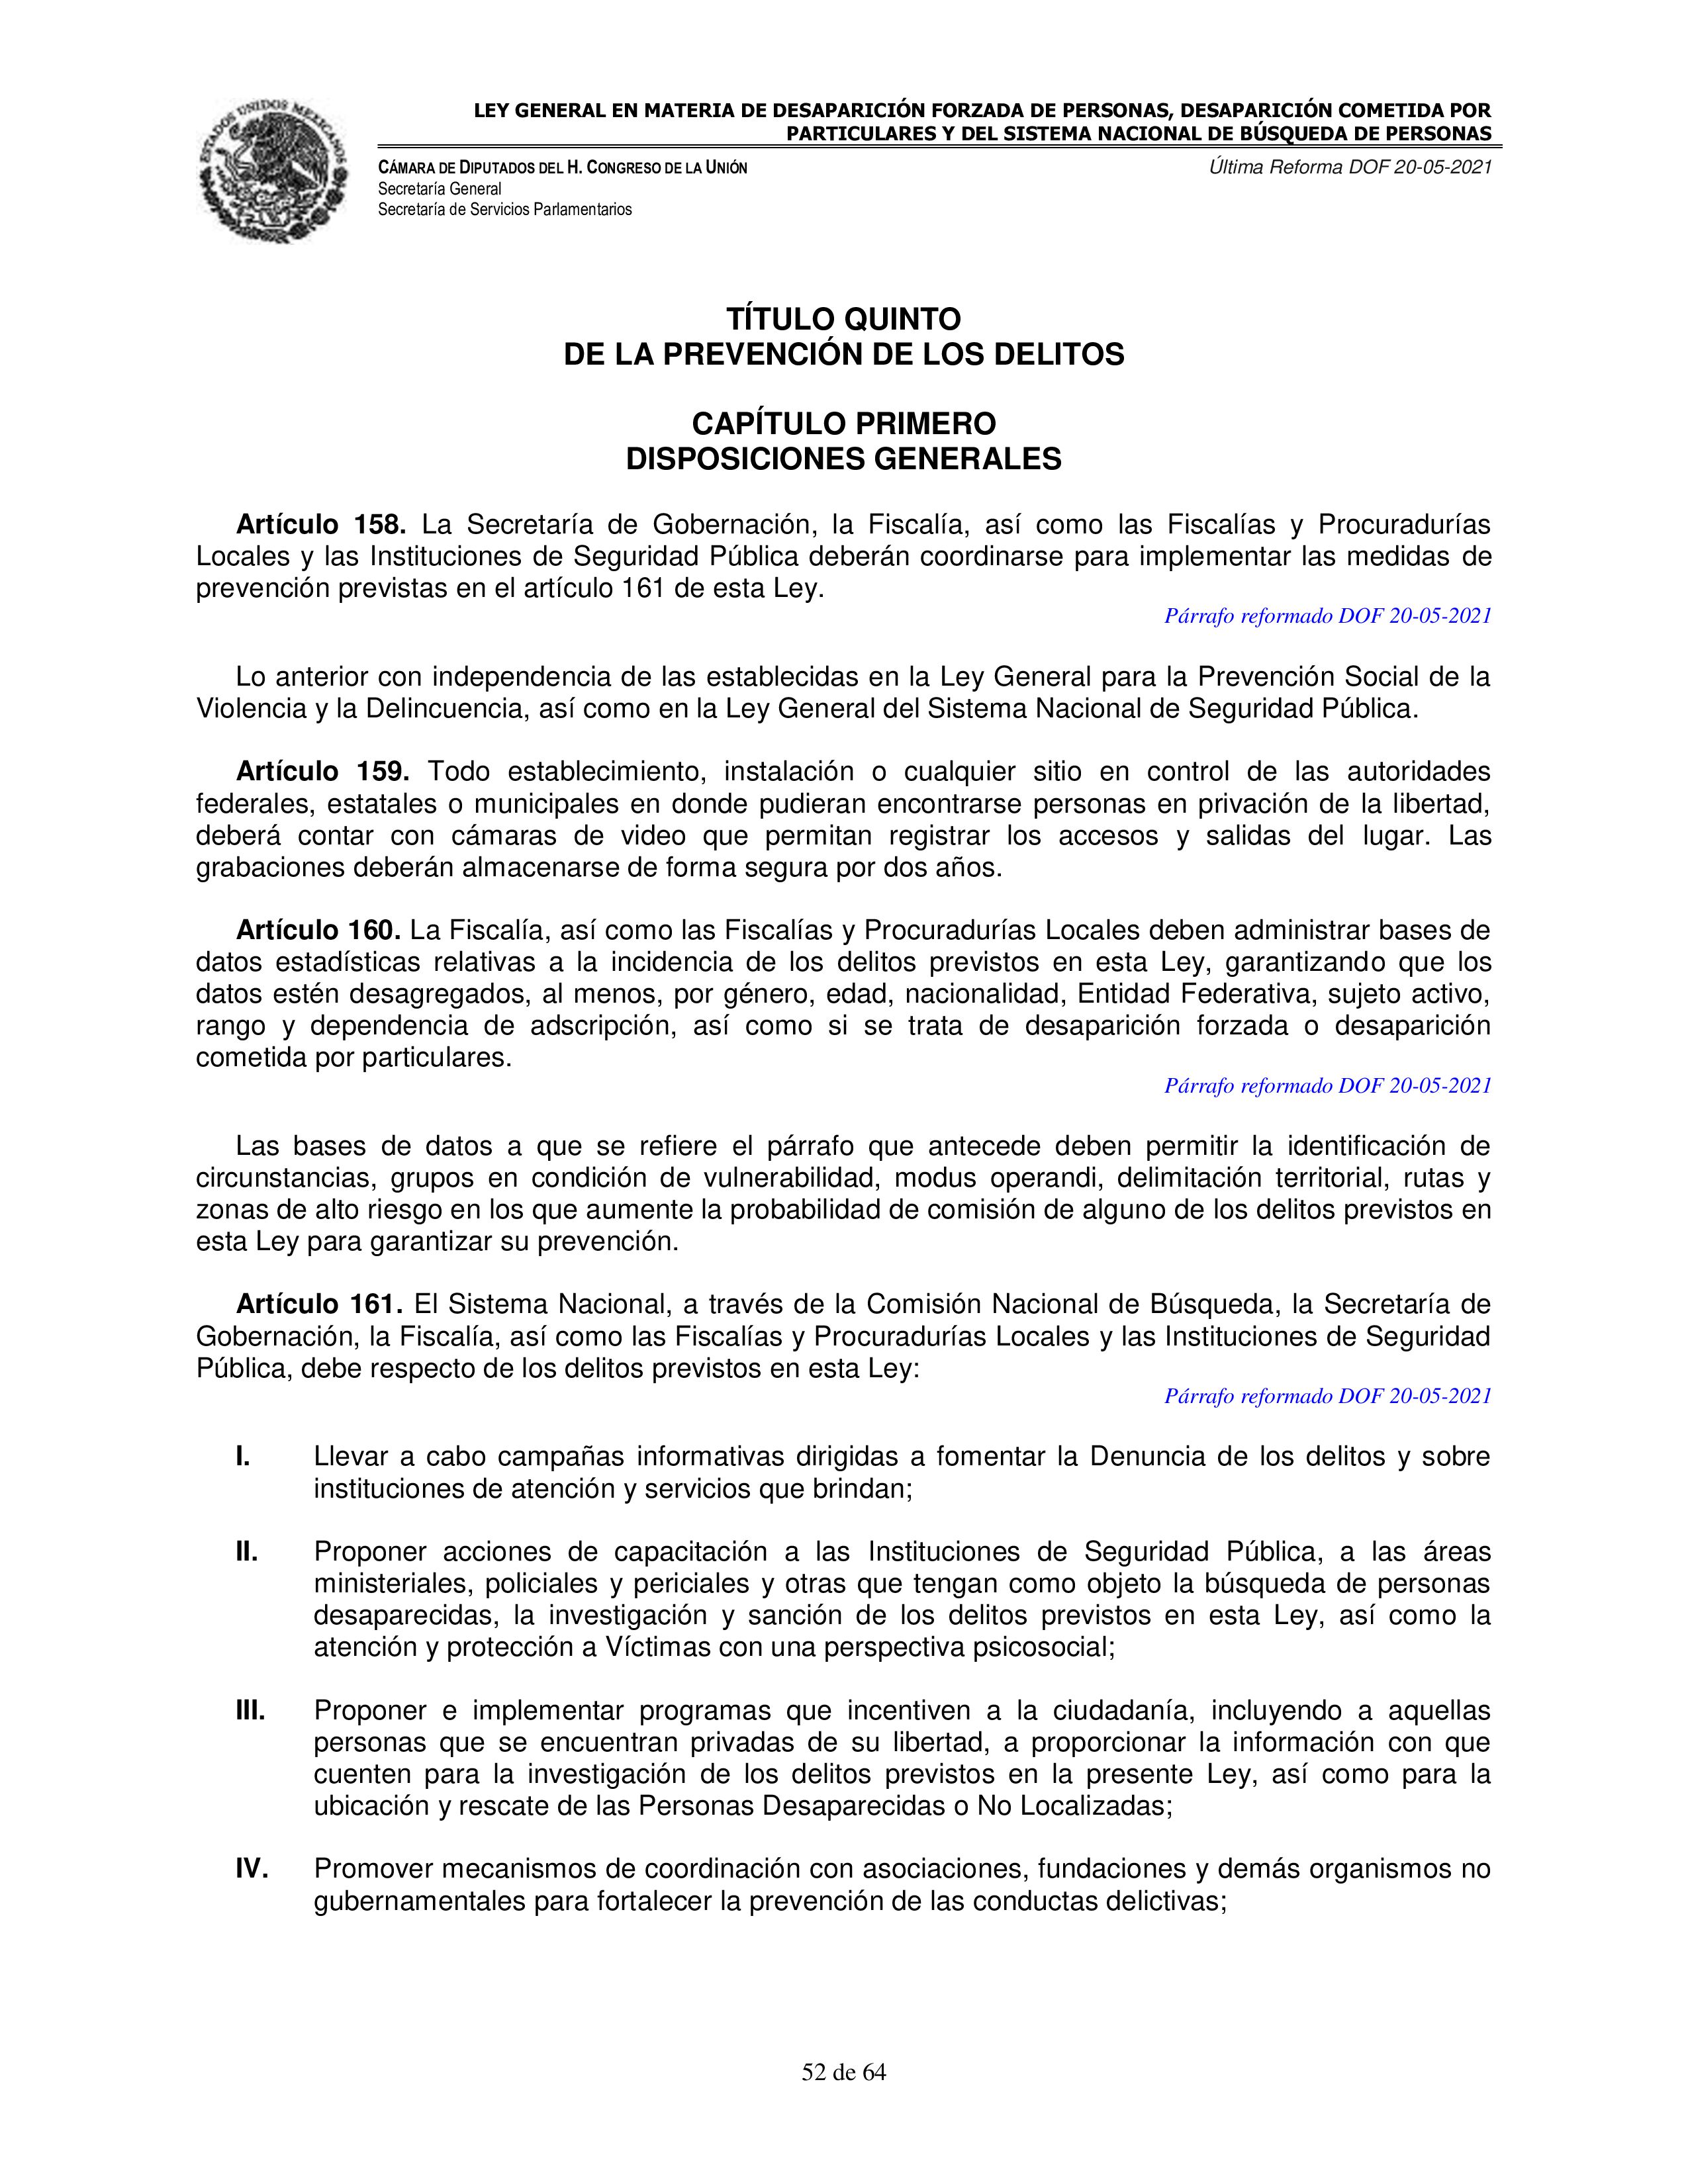 ESTADOS UNIDOS MEXICANOS
LEY GENERAL EN MATERIA DE DESAPARICIÓN FORZADA DE PERSONAS, DESAPARICIÓN COMETIDA POR
PARTICULARES Y DEL SISTEMA NACIONAL DE BÚSQUEDA DE PERSONAS
CÁMARA DE DIPUTADOS DEL H. CONGRESO DE LA UNIÓN
Última Reforma DOF 20-05-2021
Secretaría General
Secretaría de Servicios Parlamentarios
TÍTULO QUINTO
DE LA PREVENCIÓN DE LOS DELITOS
CAPÍTULO PRIMERO
DISPOSICIONES GENERALES
Artículo 158. La Secretaría de Gobernación, la Fiscalía, así como las Fiscalías y Procuradurías
Locales y las Instituciones de Seguridad Pública deberán coordinarse para implementar las medidas de
prevención previstas en el artículo 161 de esta Ley.
Párrafo reformado DOF 20-05-2021
Lo anterior con independencia de las establecidas en la Ley General para la Prevención Social de la
Violencia y la Delincuencia, así como en la Ley General del Sistema Nacional de Seguridad Pública.
Artículo 159. Todo establecimiento, instalación o cualquier sitio en control de las autoridades
federales, estatales o municipales en donde pudieran encontrarse personas en privación de la libertad,
deberá contar con cámaras de video que permitan registrar los accesos y salidas del lugar. Las
grabaciones deberán almacenarse de forma segura por dos años.
Artículo 160. La Fiscalía, así como las Fiscalías y Procuradurías Locales deben administrar bases de
datos estadísticas relativas a la incidencia de los delitos previstos en esta Ley, garantizando que los
datos estén desagregados, al menos, por género, edad, nacionalidad, Entidad Federativa, sujeto activo,
rango y dependencia de adscripción, así como si se trata de desaparición forzada o desaparición
cometida por particulares.
Párrafo reformado DOF 20-05-2021
Las bases de datos a que se refiere el párrafo que antecede deben permitir la identificación de
circunstancias, grupos en condición de vulnerabilidad, modus operandi, delimitación territorial, rutas y
zonas de alto riesgo en los que aumente la probabilidad de comisión de alguno de los delitos previstos en
esta Ley para garantizar su prevención.
Artículo 161. El Sistema Nacional, a través de la Comisión Nacional de Búsqueda, la Secretaría de
Gobernación, la Fiscalía, así como las Fiscalías y Procuradurías Locales y las Instituciones de Seguridad
Pública, debe respecto de los delitos previstos en esta Ley:
Párrafo reformado DOF 20-05-2021
I. Llevar a cabo campañas informativas dirigidas a fomentar la Denuncia de los delitos y sobre
instituciones de atención y servicios que brindan;
II. Proponer acciones de capacitación a las Instituciones de Seguridad Pública, a las áreas
ministeriales, policiales y periciales y otras que tengan como objeto la búsqueda de personas
desaparecidas, la investigación y sanción de los delitos previstos en esta Ley, así como la
atención y protección a Víctimas con una perspectiva psicosocial;
III. Proponer e implementar programas que incentiven a la ciudadanía, incluyendo a aquellas
personas que se encuentran privadas de su libertad, a proporcionar la información con que
cuenten para la investigación de los delitos previstos en la presente Ley, así como para la
ubicación y rescate de las Personas Desaparecidas o No Localizadas;
IV. Promover mecanismos de coordinación con asociaciones, fundaciones y demás organismos no
gubernamentales para fortalecer la prevención de las conductas delictivas;
52 de 64